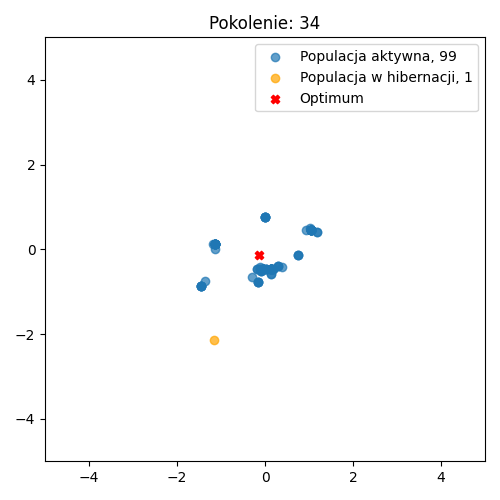 Pokolenie: 34
Populacja aktywna, 99
Populacja w hibernacji, 1
Optimum
4
2
0
−2
−4
−4
−2
0
2
4